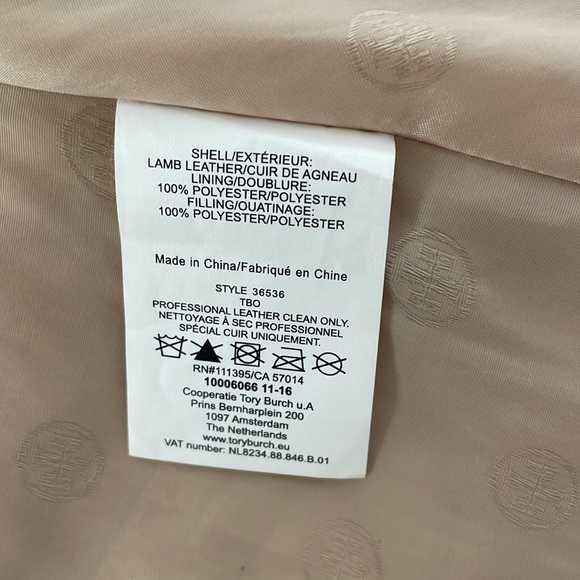 SHELL/EXTÉRIEUR:
LAMB LEATHER/CUIR DE AGNEAU
LINING/DOUBLURE:
100% POLYESTER/POLYESTER
FILLING/OUATINAGE:
100% POLYESTER/POLYESTER
Made in China/Fabriqué en Chine
STYLE 36536
TBO
PROFESSIONAL LEATHER CLEAN ONLY.
NETTOYAGE À SEC PROFESSIONNEL
SPÉCIAL CUIR UNIQUEMENT.
RN#111395/CA 57014
10006066 11-16
Cooperatie Tory Burch u.A
Prins Bernharplein 200
1097 Amsterdam
The Netherlands
www.toryburch.com
VAT number: NL8234.88.846.B.01